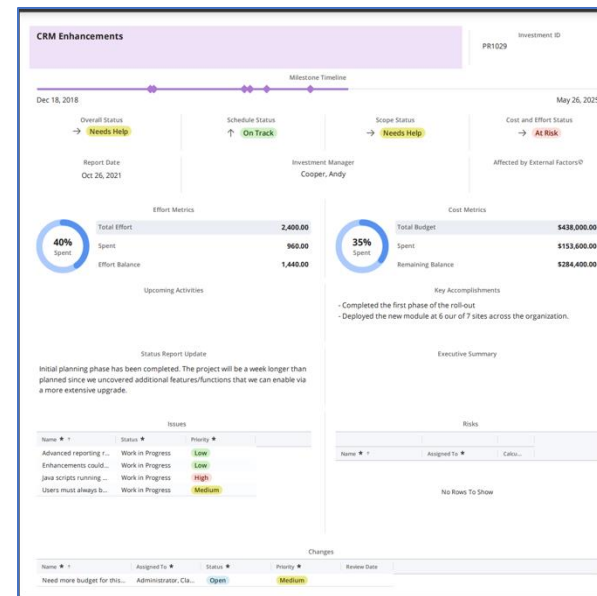 CRM Enhancements
Investment ID
PR1029
Milestone Timeline
Dec 18, 2018
May 26, 2025
Overall Status
→ Needs Help
Schedule Status
↑ On Track
Scope Status
→ Needs Help
Cost and Effort Status
→ At Risk
Report Date
Oct 26, 2021
Investment Manager
Cooper, Andy
Affected by External Factors
Effort Metrics
40%
Spent
Total Effort 2,400.00
Spent 960.00
Effort Balance 1,440.00
Cost Metrics
35%
Spent
Total Budget $438,000.00
Spent $153,600.00
Remaining Balance $284,400.00
Upcoming Activities
Key Accomplishments
- Completed the first phase of the roll-out
- Deployed the new module at 6 our of 7 sites across the organization.
Status Report Update
Initial planning phase has been completed. The project will be a week longer than
planned since we uncovered additional features/functions that we can enable via
a more extensive upgrade.
Executive Summary
Issues
Name ★ ↑ Status ★ Priority ★
Advanced reporting r... Work in Progress Low
Enhancements could... Work in Progress Low
Java scripts running ... Work in Progress High
Users must always b... Work in Progress Medium
Risks
Name ★ ↑ Assigned To ★ Calcu...
No Rows To Show
Changes
Name ★ ↑ Assigned To ★ Status ★ Priority ★ Review Date
Need more budget for this... Administrator, Cla... Open Medium